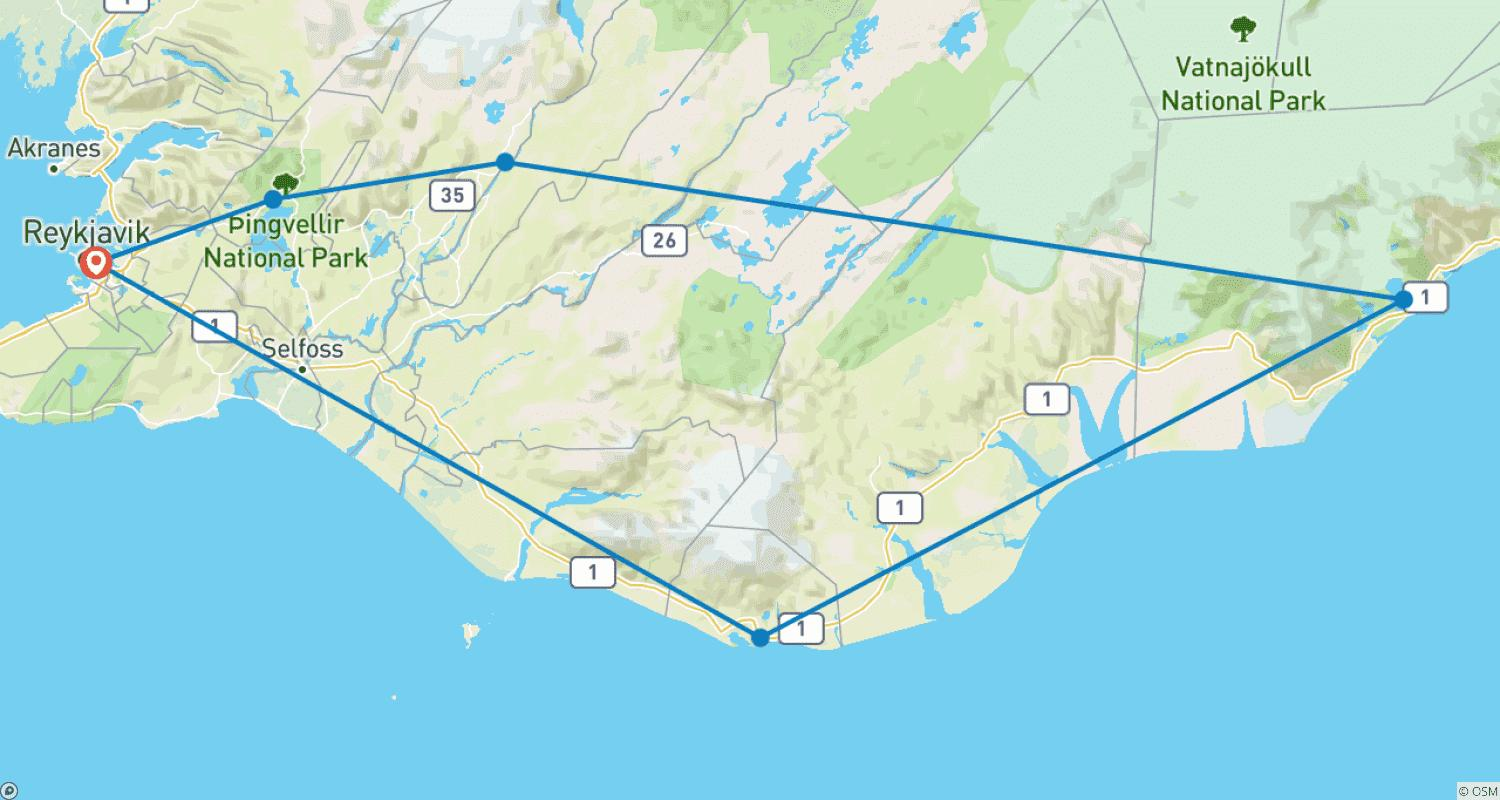 1
Vatnajökull
National Park
Akranes
35
Reykjavik
Þingvellir
National Park
26
1
1
Selfoss
1
1
1
1
© OSM